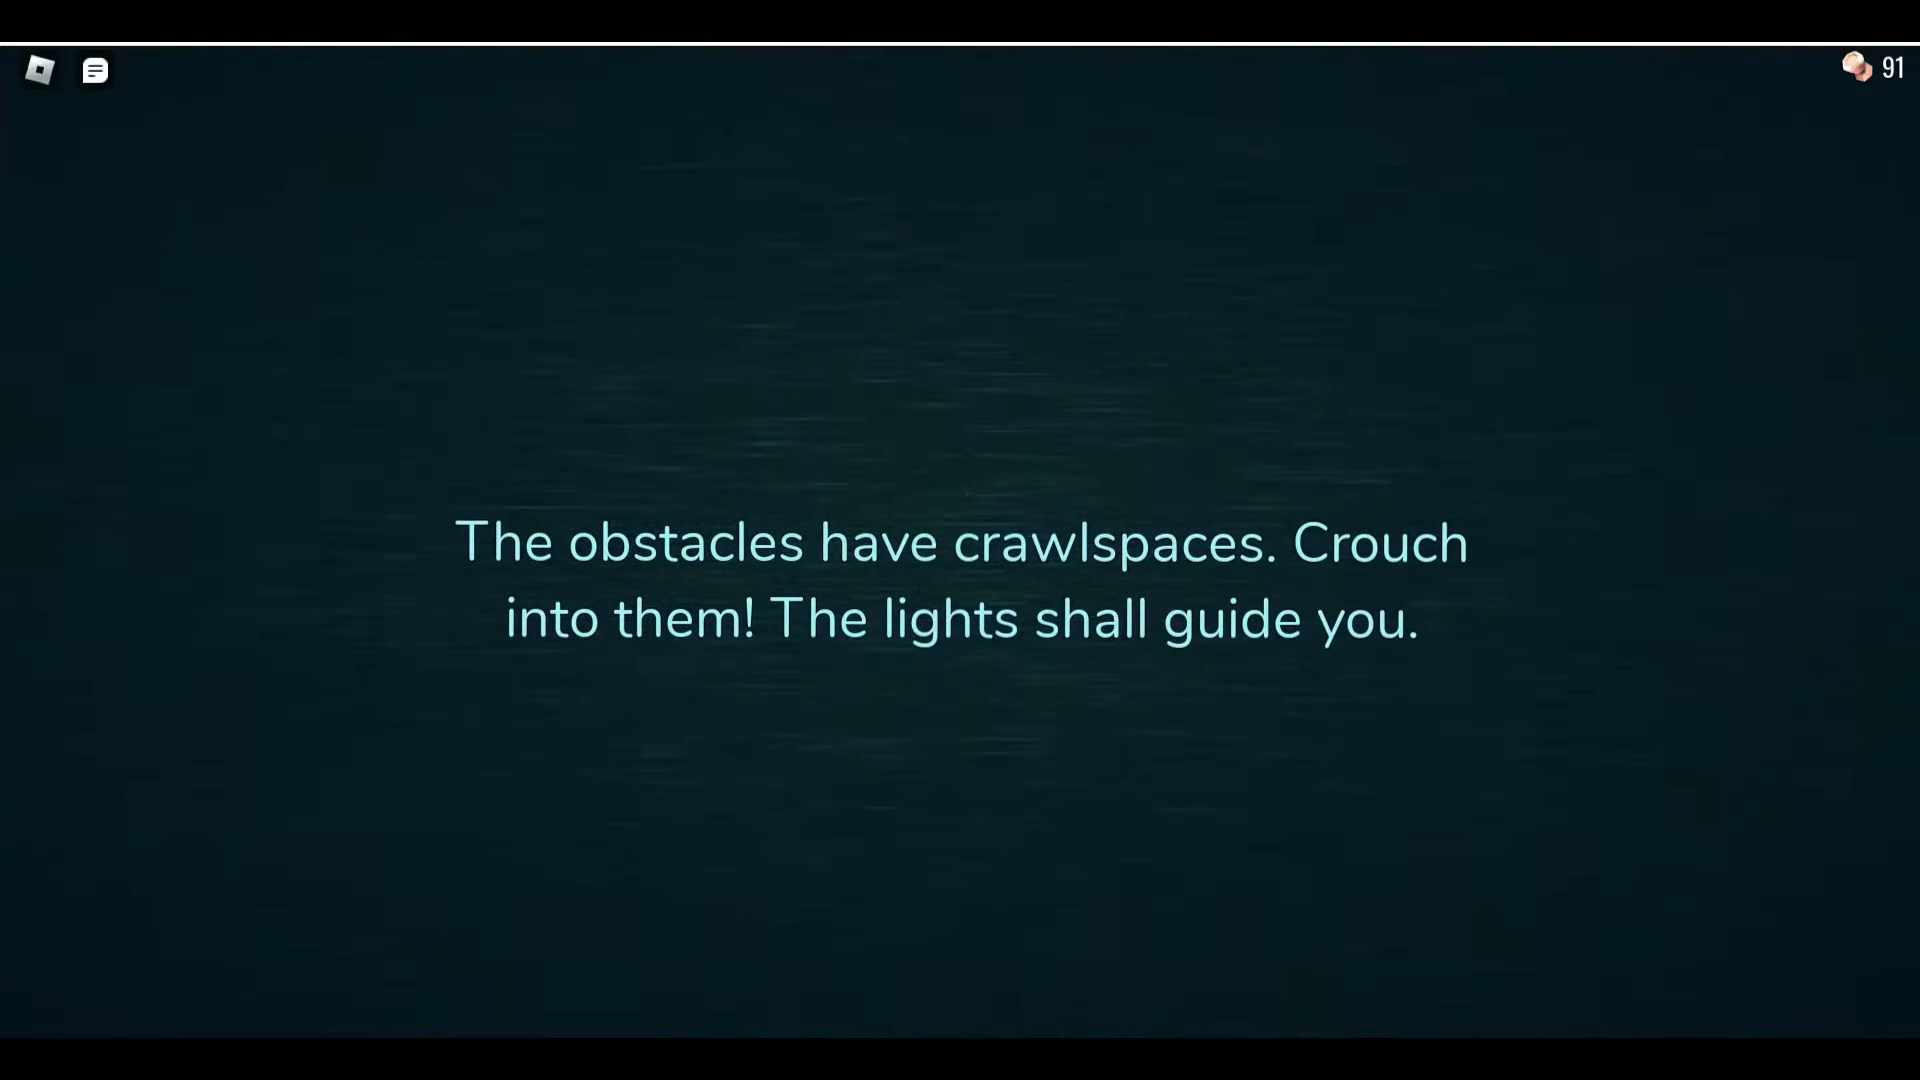 91
The obstacles have crawlspaces. Crouch
into them! The lights shall guide you.